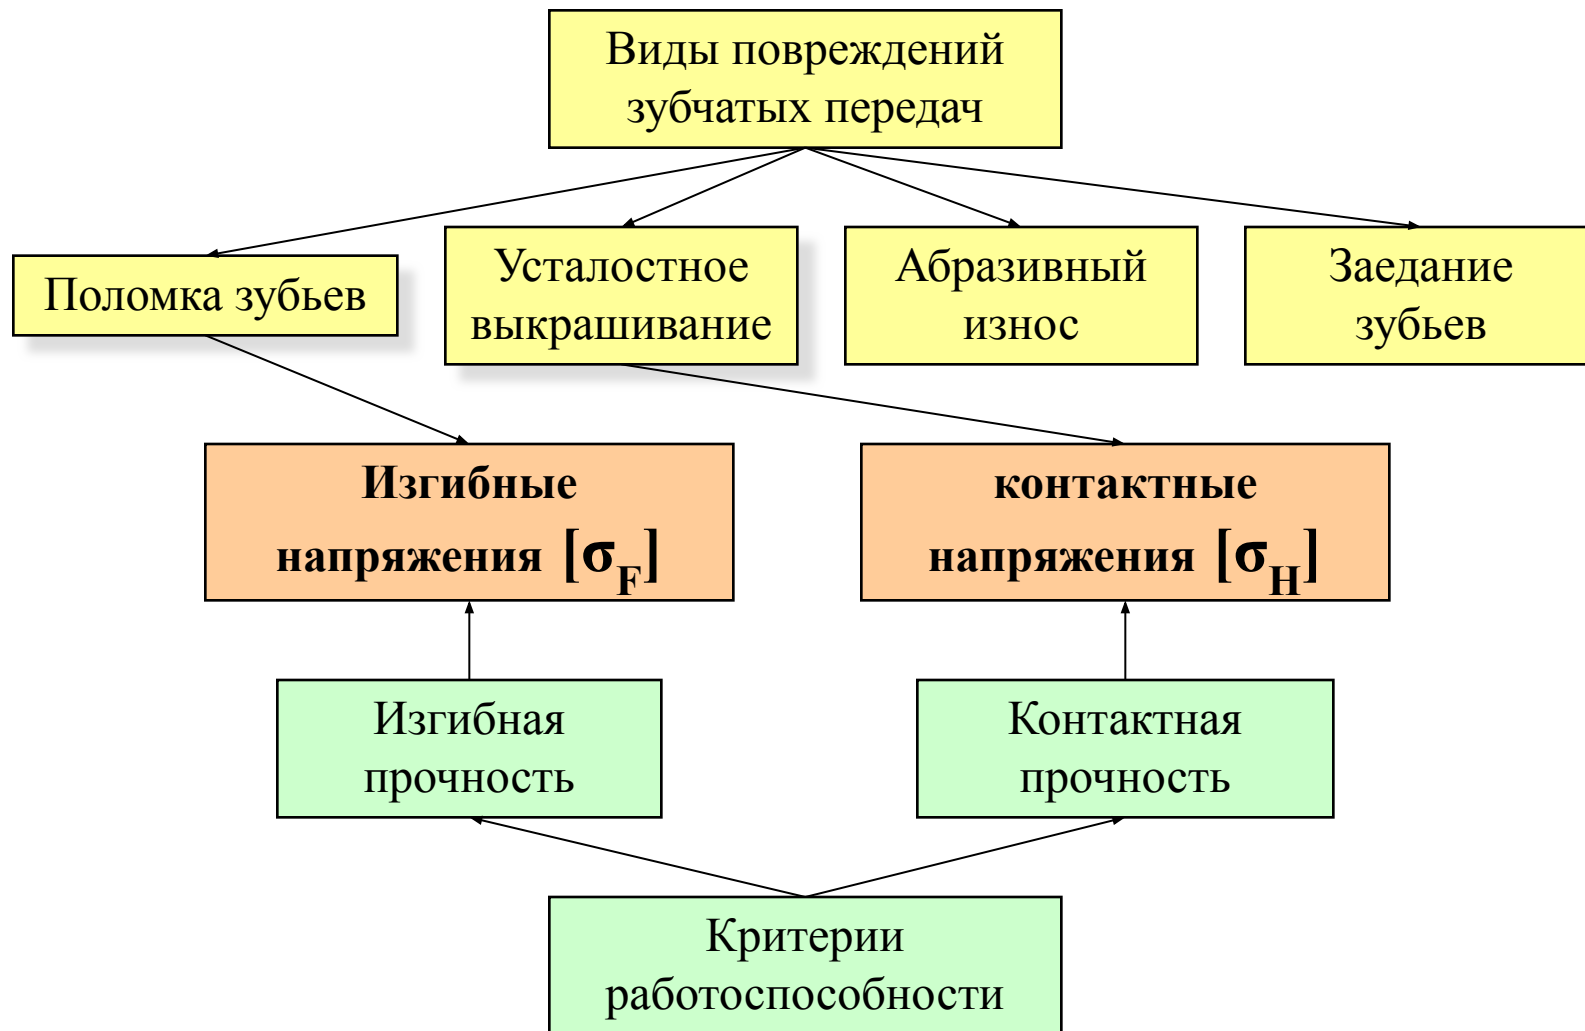 Виды повреждений
зубчатых передач
Поломка зубьев
Усталостное
выкрашивание
Абразивный
износ
Заедание
зубьев
Изгибные
напряжения [σF]
контактные
напряжения [σH]
Изгибная
прочность
Контактная
прочность
Критерии
работоспособности